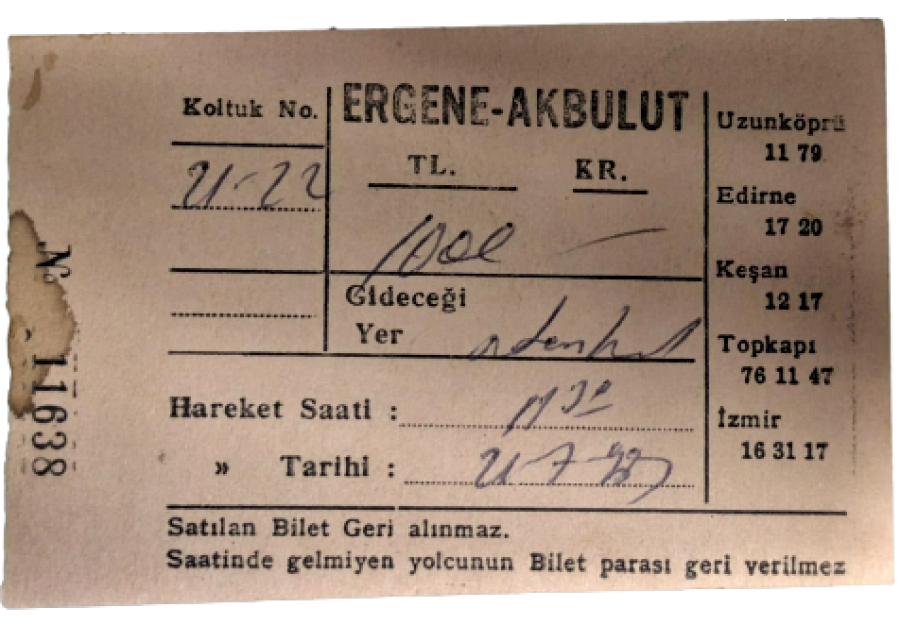 Koltuk No.
21-22
ERGENE-AKBULUT
TL. KR.
1000 —
Gideceği
Yer
Hareket Saati :
» Tarihi :
Uzunköprü
11 79
Edirne
17 20
Keşan
12 17
Topkapı
76 11 47
İzmir
16 31 17
Satılan Bilet Geri alınmaz.
Saatinde gelmiyen yolcunun Bilet parası geri verilmez
№ 11638